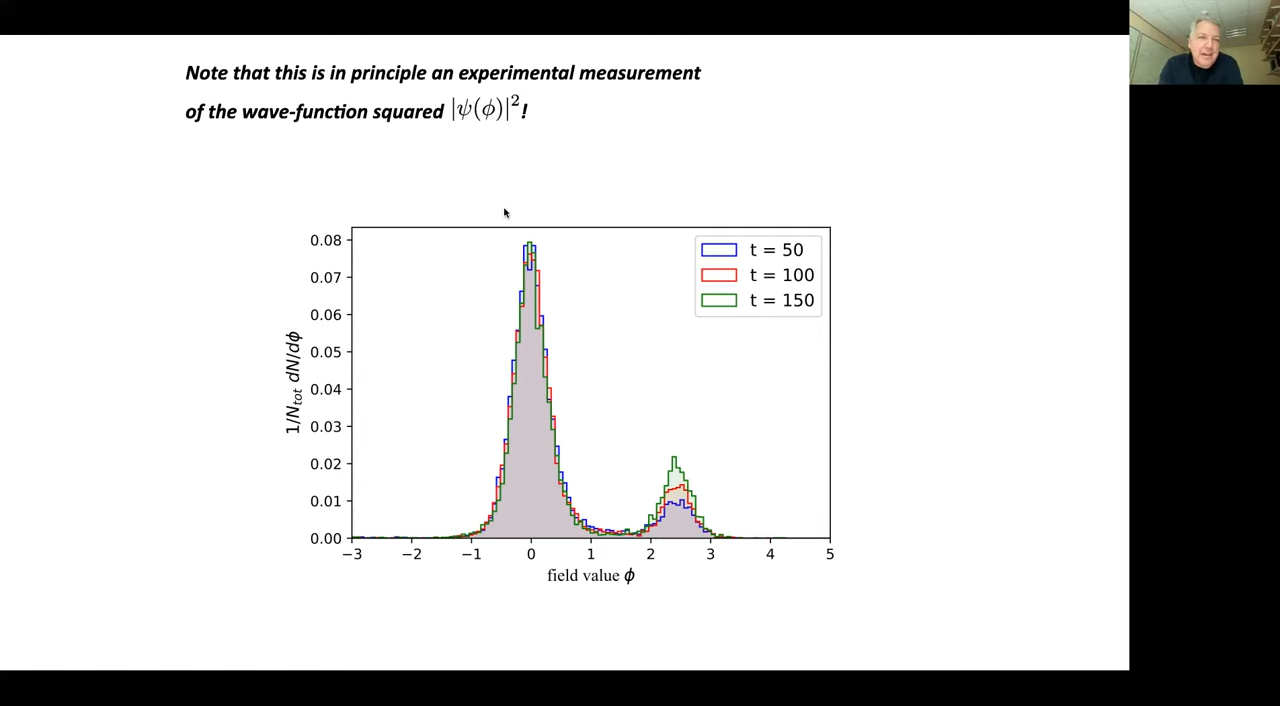 Note that this is in principle an experimental measurement
of the wave-function squared |ψ(ϕ)|²!
0.08
0.07
0.06
0.05
0.04
0.03
0.02
0.01
0.00
1/N_tot dN/dϕ
t = 50
t = 100
t = 150
−3 −2 −1 0 1 2 3 4 5
field value ϕ